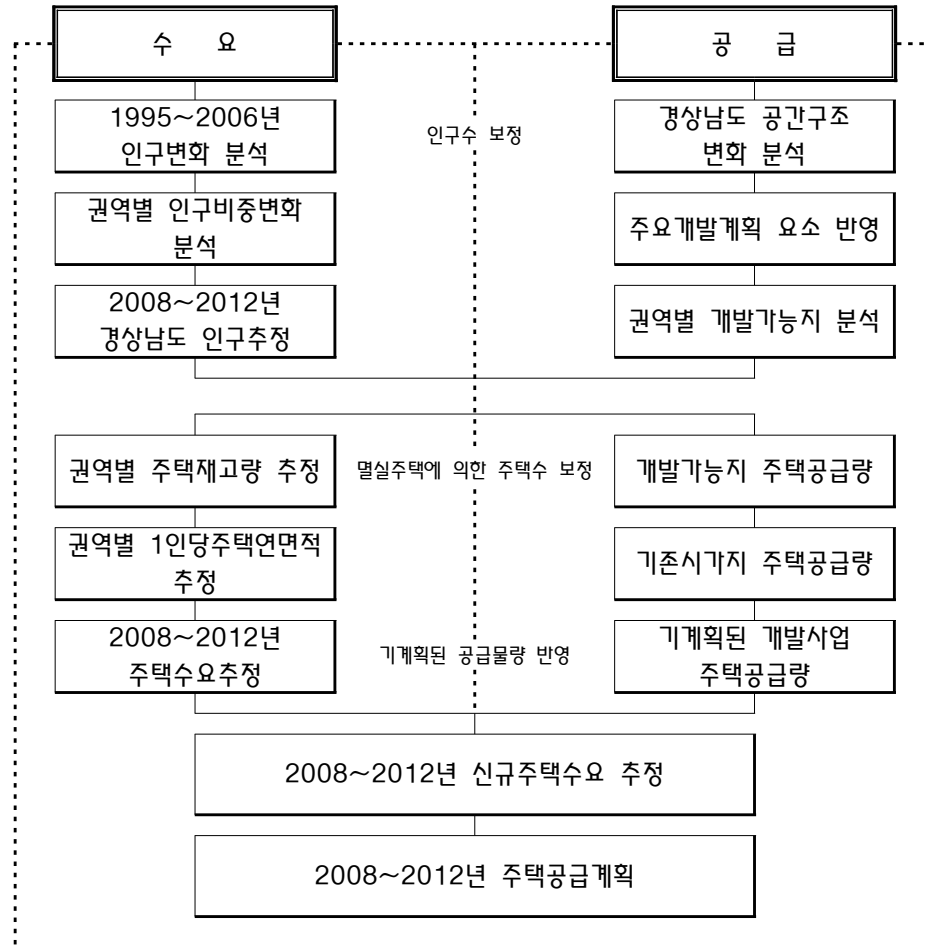 수 요
공 급
1995~2006년
인구변화 분석
인구수 보정
경상남도 공간구조
변화 분석
권역별 인구비중변화
분석
주요개발계획 요소 반영
2008~2012년
경상남도 인구추정
권역별 개발가능지 분석
권역별 주택재고량 추정
멸실주택에 의한 주택수 보정
개발가능지 주택공급량
권역별 1인당주택연면적
추정
기존시가지 주택공급량
2008~2012년
주택수요추정
기계획된 공급물량 반영
기계획된 개발사업
주택공급량
2008~2012년 신규주택수요 추정
2008~2012년 주택공급계획